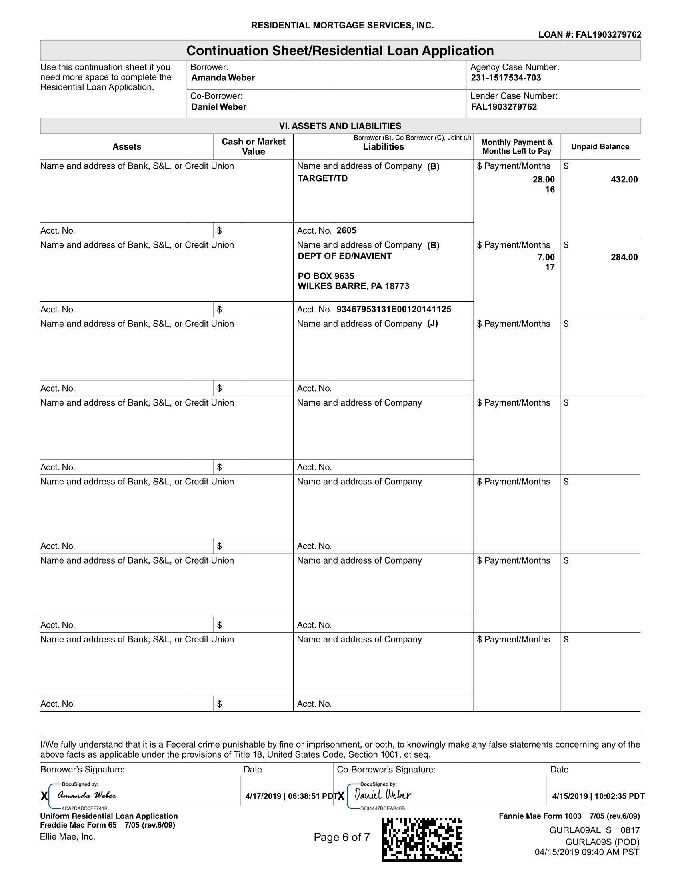 RESIDENTIAL MORTGAGE SERVICES, INC.
LOAN #: FAL1903279762
Continuation Sheet/Residential Loan Application
Use this continuation sheet if you
need more space to complete the
Residential Loan Application.
Borrower:
Amanda Weber
Agency Case Number:
231-1517534-703
Co-Borrower:
Daniel Weber
Lender Case Number:
FAL1903279762
VI. ASSETS AND LIABILITIES
Assets
Cash or Market
Value
Borrower (B), Co-Borrower (C), Joint (J)
Liabilities
Monthly Payment &
Months Left to Pay
Unpaid Balance
Name and address of Bank, S&L, or Credit Union
Name and address of Company (B)
TARGET/TD
$ Payment/Months
28.00
16
$
432.00
Acct. No.
$
Acct. No. 2605
Name and address of Bank, S&L, or Credit Union
Name and address of Company (B)
DEPT OF ED/NAVIENT
PO BOX 9635
WILKES BARRE, PA 18773
$ Payment/Months
7.00
17
$
284.00
Acct. No.
$
Acct. No. 93467953131E00120141125
Name and address of Bank, S&L, or Credit Union
Name and address of Company (J)
$ Payment/Months
$
Acct. No.
$
Acct. No.
Name and address of Bank, S&L, or Credit Union
Name and address of Company
$ Payment/Months
$
Acct. No.
$
Acct. No.
Name and address of Bank, S&L, or Credit Union
Name and address of Company
$ Payment/Months
$
Acct. No.
$
Acct. No.
Name and address of Bank, S&L, or Credit Union
Name and address of Company
$ Payment/Months
$
Acct. No.
$
Acct. No.
Name and address of Bank, S&L, or Credit Union
Name and address of Company
$ Payment/Months
$
Acct. No.
$
Acct. No.
I/We fully understand that it is a Federal crime punishable by fine or imprisonment, or both, to knowingly make any false statements concerning any of the
above facts as applicable under the provisions of Title 18, United States Code, Section 1001, et seq.
Borrower's Signature:
Date
Co-Borrower's Signature:
Date
DocuSigned by:
X Amanda Weber
4/17/2019 | 06:38:51 PDT
DocuSigned by:
X Daniel Weber
4/15/2019 | 10:02:35 PDT
Uniform Residential Loan Application
Freddie Mac Form 65 7/05 (rev.6/09)
Ellie Mae, Inc.
Page 6 of 7
Fannie Mae Form 1003 7/05 (rev.6/09)
GURLA09AL S 0817
GURLA09S (POD)
04/15/2019 09:40 AM PST